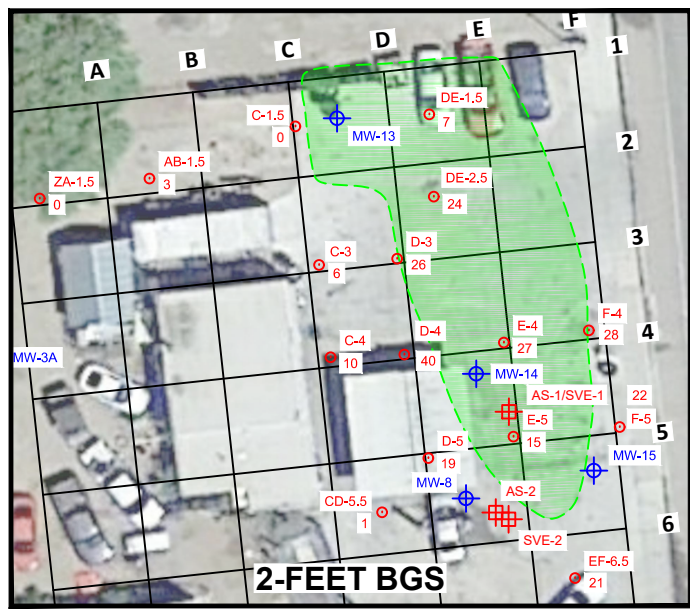 F
E
D
C
B
A
1
DE-1.5
7
C-1.5
0
MW-13
2
AB-1.5
3
ZA-1.5
0
DE-2.5
24
3
D-3
26
C-3
6
F-4
28
4
E-4
27
D-4
40
C-4
10
MW-3A
MW-14
AS-1/SVE-1
22
F-5
E-5
15
5
D-5
19
MW-15
MW-8
AS-2
CD-5.5
1
6
SVE-2
EF-6.5
21
2-FEET BGS